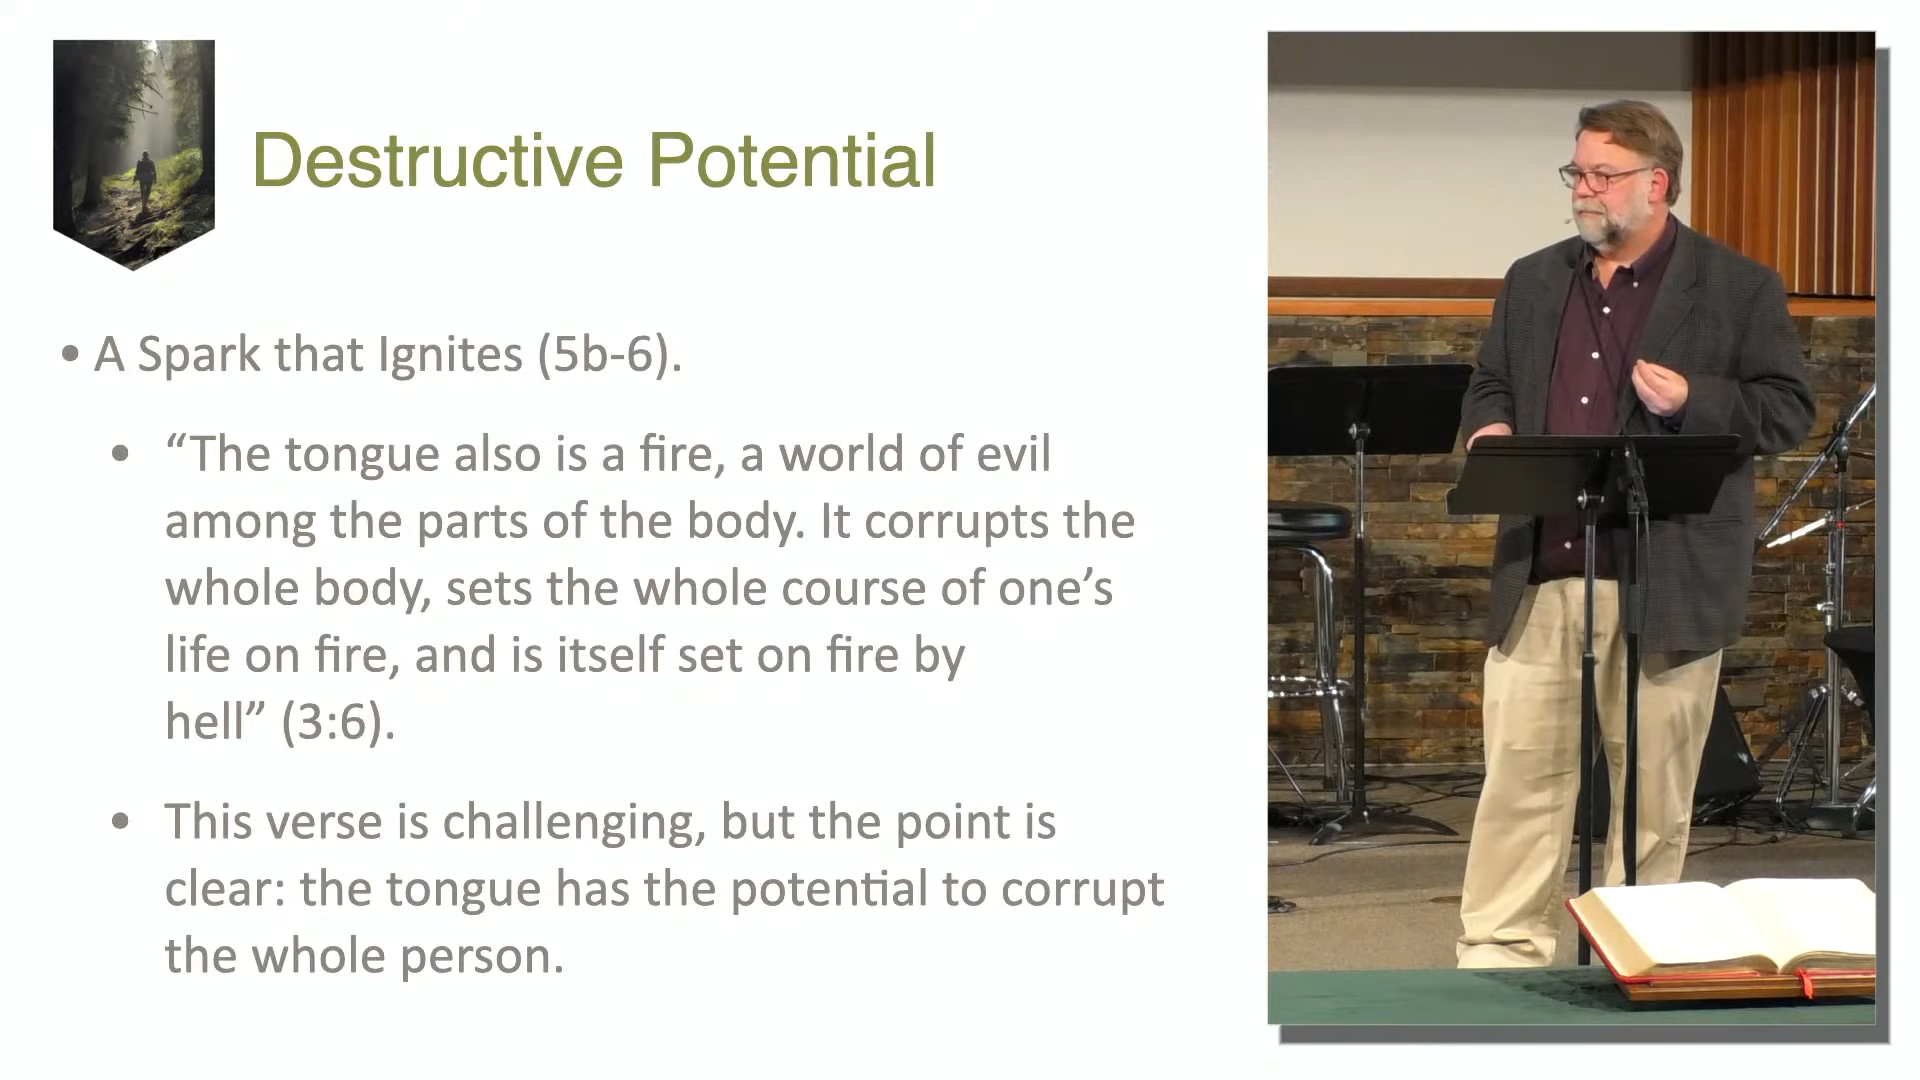 Destructive Potential
• A Spark that Ignites (5b-6).
• “The tongue also is a fire, a world of evil
among the parts of the body. It corrupts the
whole body, sets the whole course of one’s
life on fire, and is itself set on fire by
hell” (3:6).
• This verse is challenging, but the point is
clear: the tongue has the potential to corrupt
the whole person.